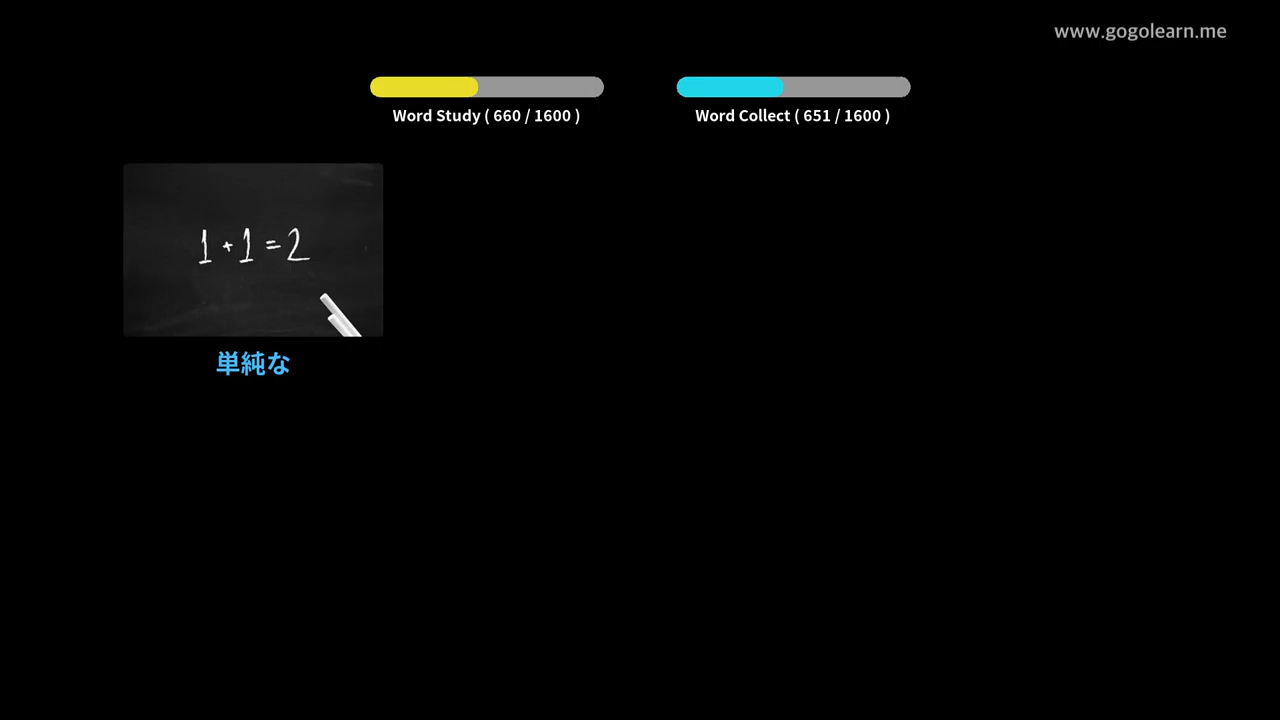 www.gogolearn.me
Word Study ( 660 / 1600 )
Word Collect ( 651 / 1600 )
1 + 1 = 2
単純な